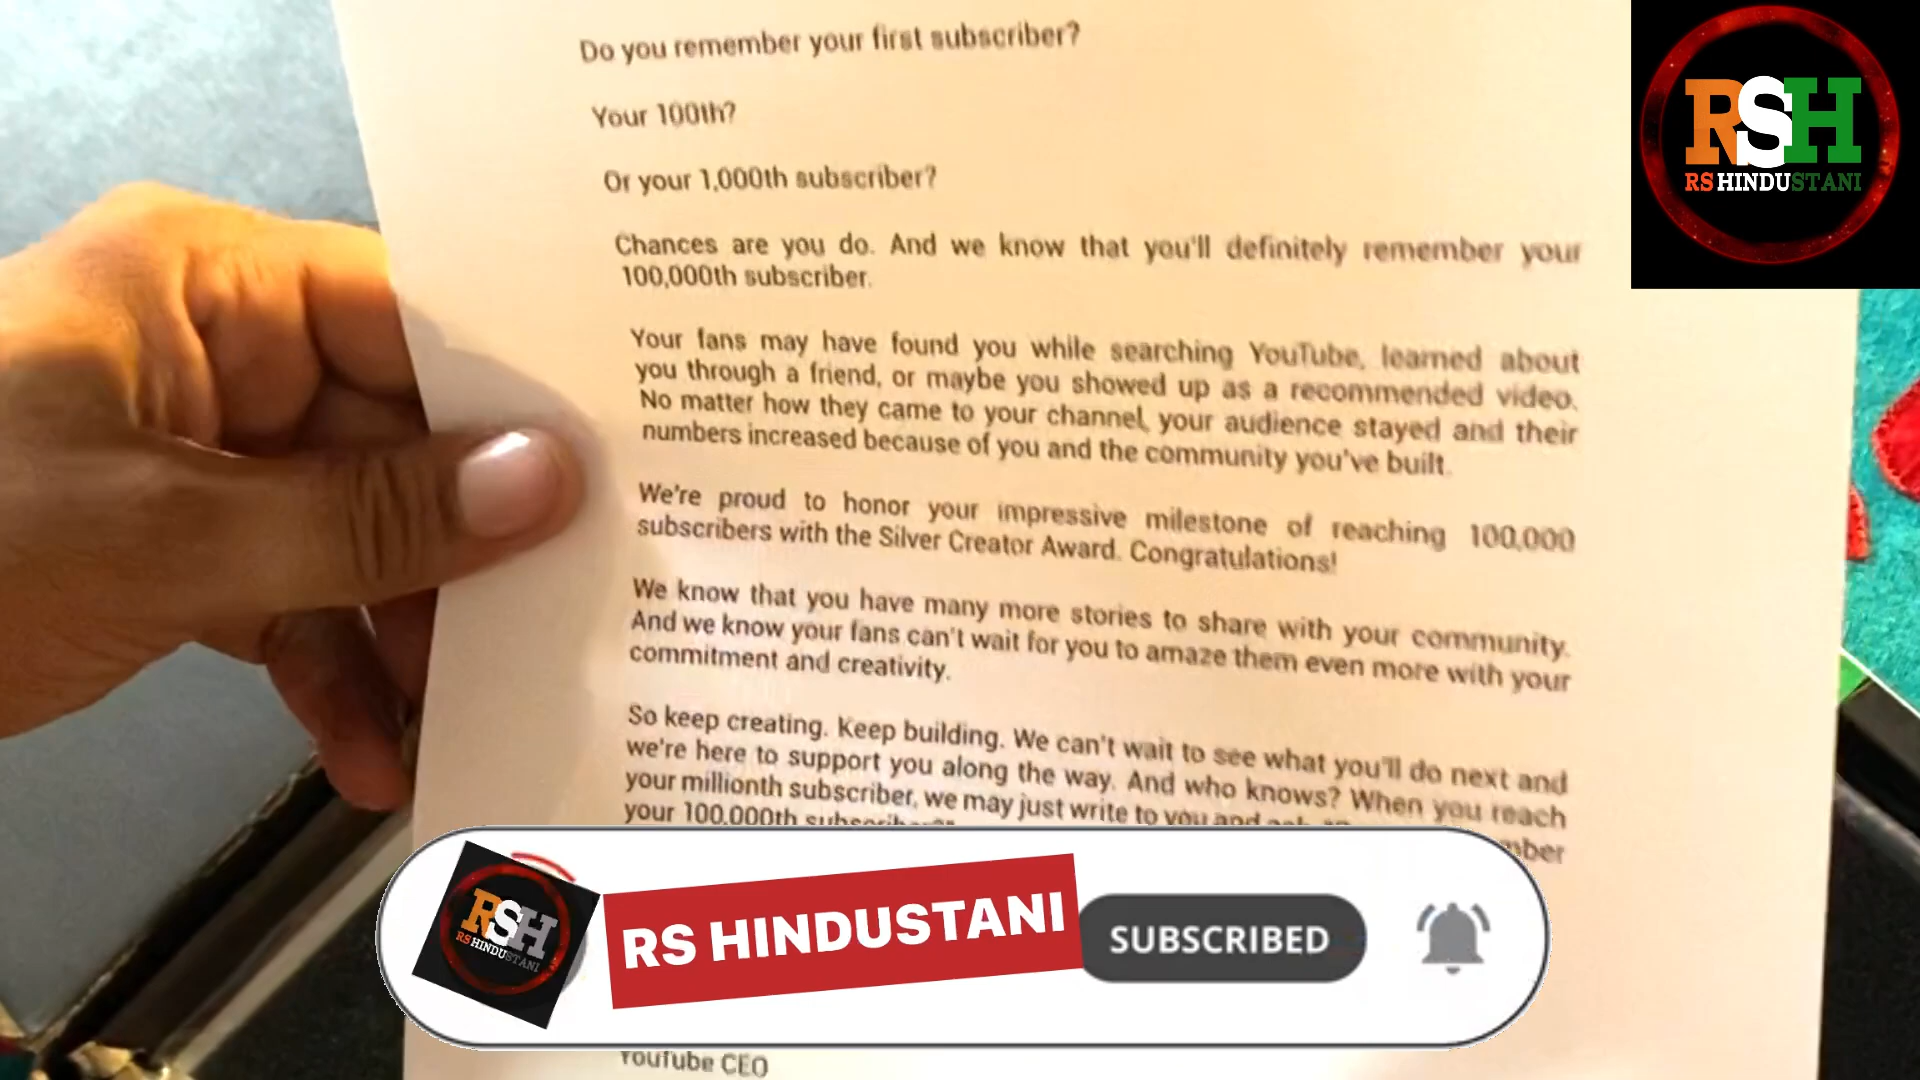 Do you remember your first subscriber?
Your 100th?
Or your 1,000th subscriber?
Chances are you do. And we know that you'll definitely remember your
100,000th subscriber.
Your fans may have found you while searching YouTube, learned about
you through a friend, or maybe you showed up as a recommended video.
No matter how they came to your channel, your audience stayed and their
numbers increased because of you and the community you've built.
We're proud to honor your impressive milestone of reaching 100,000
subscribers with the Silver Creator Award. Congratulations!
We know that you have many more stories to share with your community.
And we know your fans can't wait for you to amaze them even more with your
commitment and creativity.
So keep creating. Keep building. We can't wait to see what you'll do next and
we're here to support you along the way. And who knows? When you reach
your millionth subscriber, we may just write to you and
your 100,000th
YouTube CEO
RSH
RS HINDUSTANI
RSH
RS HINDUSTANI
RS HINDUSTANI
SUBSCRIBED